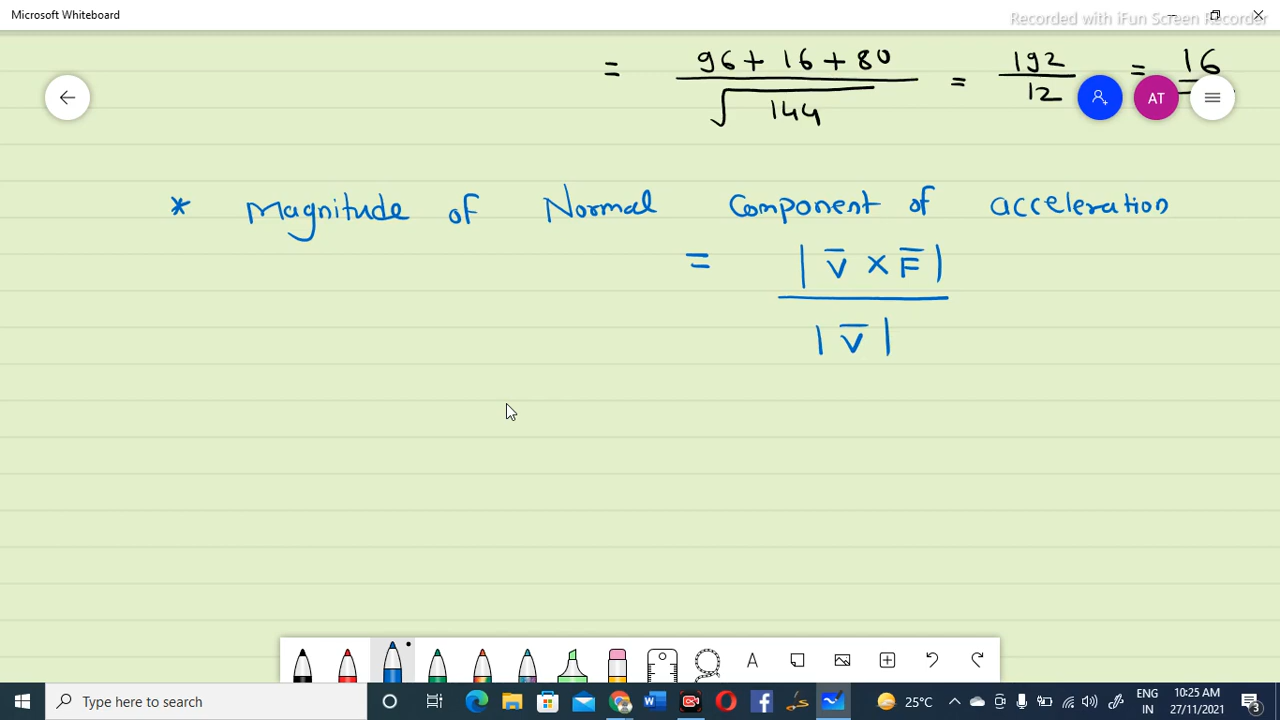 Microsoft Whiteboard
Recorded with iFun Screen Recorder
= 96 + 16 + 80 / √144 = 192 / 12 = 16
AT
* Magnitude of Normal Component of acceleration
= | V̅ × F̅ | / | V̅ |
A
Type here to search
25°C
ENG
IN
10:25 AM
27/11/2021
3